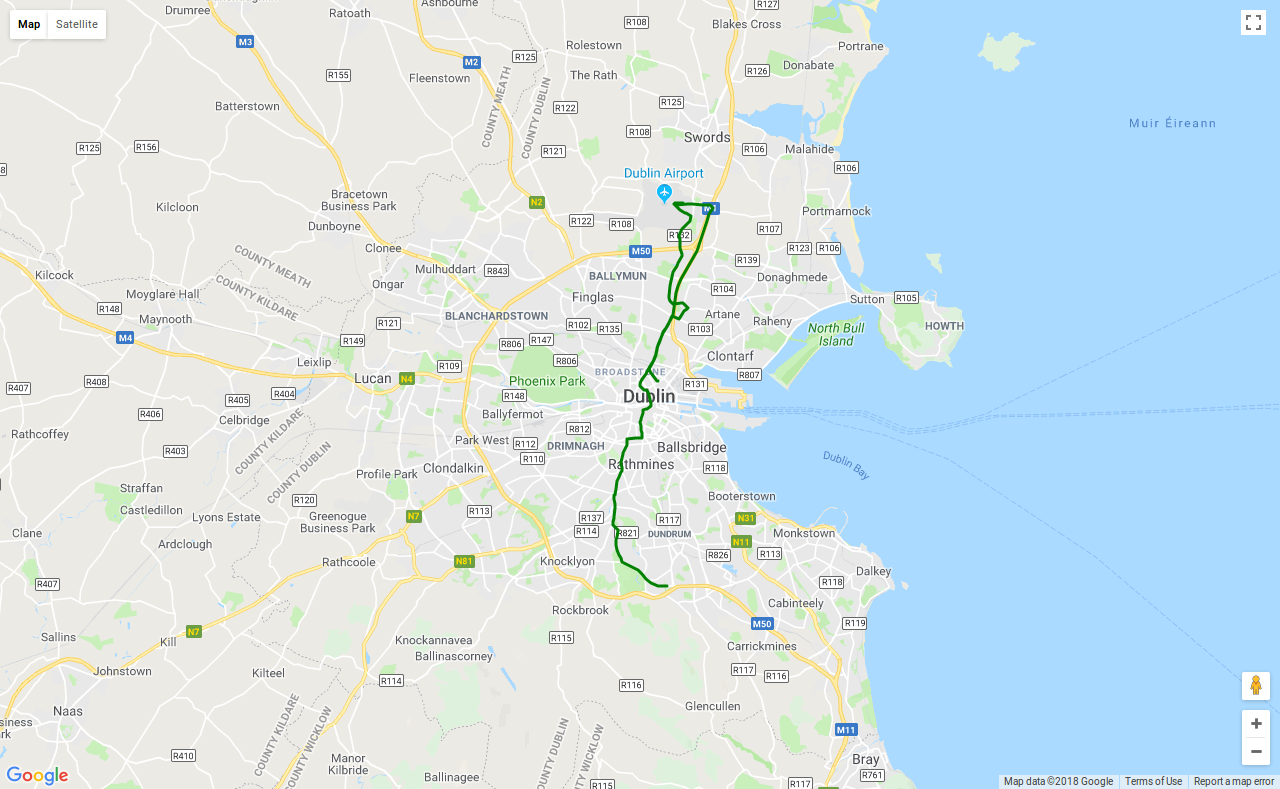 Map
Satellite
Drumree
Ratoath
Ashbourne
R108
Blakes Cross
R127
M3
M2
R125
Rolestown
Portrane
R155
Fleenstown
The Rath
R126
Donabate
Batterstown
COUNTY MEATH
COUNTY DUBLIN
R122
R125
Muir Éireann
R125
R156
R121
R108
Swords
R106
Malahide
R106
Dublin Airport
Bracetown
Business Park
N2
M1
Kilcloon
Dunboyne
R122
R108
R132
R107
Portmarnock
Clonee
M50
R123
R106
COUNTY MEATH
COUNTY KILDARE
Kilcock
Mulhuddart
R843
BALLYMUN
R139
Donaghmede
Ongar
Moyglare Hall
R148
Maynooth
Finglas
R104
Sutton
R105
R121
BLANCHARDSTOWN
R102
R135
Artane
R103
Raheny
HOWTH
M4
R149
R806
R147
North Bull
Island
Leixlip
R109
R806
Clontarf
R407
R408
R405
R404
Lucan
N4
Phoenix Park
BROADSTONE
R131
R807
R148
Dublin
R406
Celbridge
Ballyfermot
R812
Rathcoffey
R403
COUNTY KILDARE
COUNTY DUBLIN
Park West
R112
DRIMNAGH
Ballsbridge
R110
Rathmines
R118
Dublin Bay
Profile Park
Clondalkin
Straffan
R120
Booterstown
Castledillon
Lyons Estate
Greenogue
Business Park
N7
R113
R137
R117
N31
Clane
Ardclough
R114
R821
DUNDRUM
N11
Monkstown
R826
R113
Rathcoole
N81
Knocklyon
Dalkey
R407
R118
Rockbrook
Cabinteely
M50
R119
Sallins
Kill
N7
Knockannavea
R115
Ballinascorney
Carrickmines
Johnstown
Kilteel
R114
R116
R117
R116
Naas
Glencullen
COUNTY KILDARE
COUNTY WICKLOW
COUNTY DUBLIN
COUNTY WICKLOW
M11
R410
Manor
Kilbride
Bray
R761
Ballinagee
R115
R117
Google
Map data ©2018 Google
Terms of Use
Report a map error